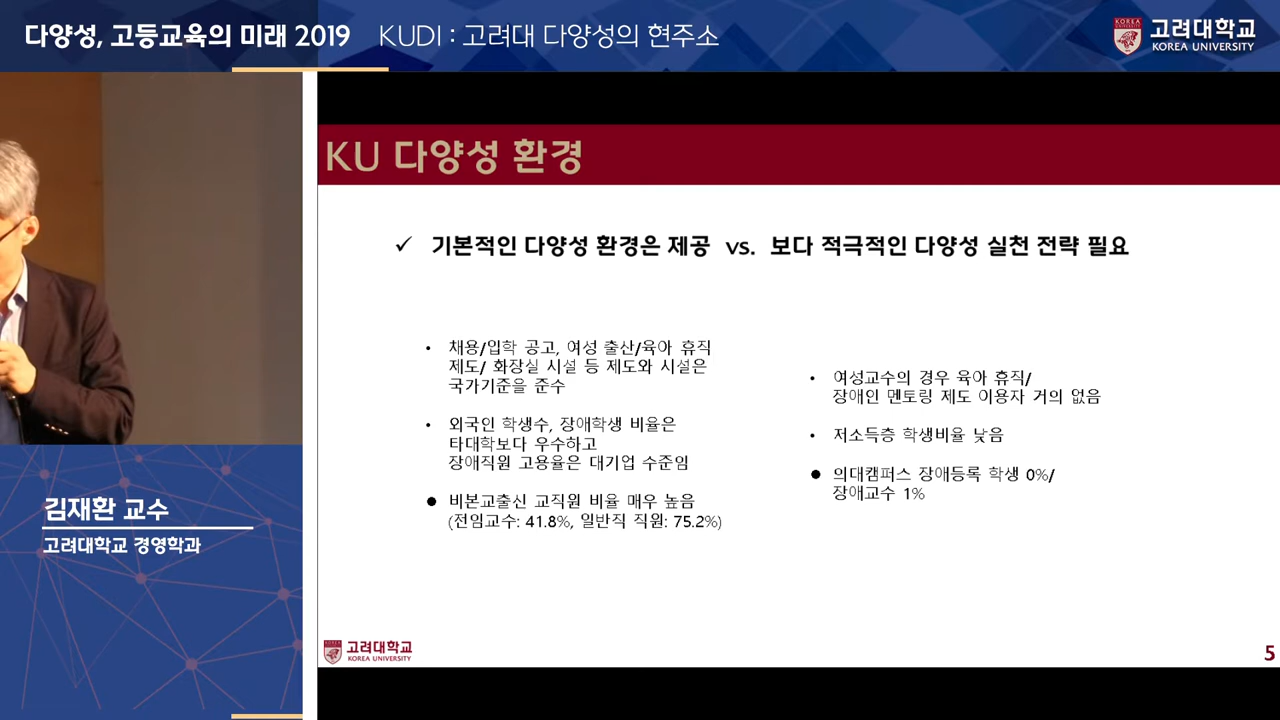 다양성, 고등교육의 미래 2019 KUDI : 고려대 다양성의 현주소
고려대학교
KOREA UNIVERSITY
KU 다양성 환경
✓ 기본적인 다양성 환경은 제공 vs. 보다 적극적인 다양성 실천 전략 필요
• 채용/입학 공고, 여성 출산/육아 휴직
제도/ 화장실 시설 등 제도와 시설은
국가기준을 준수
• 외국인 학생수, 장애학생 비율은
타대학보다 우수하고
장애직원 고용율은 대기업 수준임
● 비본교출신 교직원 비율 매우 높음
(전임교수: 41.8%, 일반직 직원: 75.2%)
• 여성교수의 경우 육아 휴직/
장애인 멘토링 제도 이용자 거의 없음
• 저소득층 학생비율 낮음
● 의대캠퍼스 장애등록 학생 0%/
장애교수 1%
김재환 교수
고려대학교 경영학과
고려대학교
KOREA UNIVERSITY
5